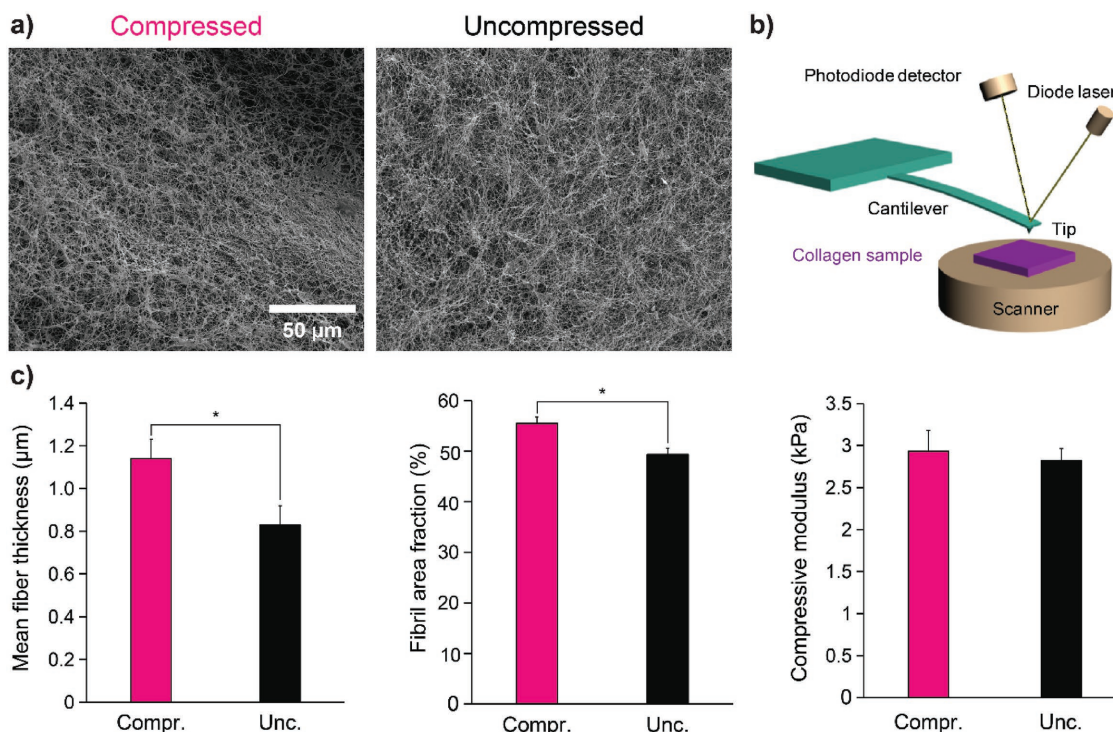 a) Compressed Uncompressed
50 µm
b)
Photodiode detector
Diode laser
Cantilever
Tip
Collagen sample
Scanner
c)
Mean fiber thickness (µm)
1.4
1.2
1.0
0.8
0.6
0.4
0.2
0
*
Compr. Unc.
Fibril area fraction (%)
60
50
40
30
20
10
0
*
Compr. Unc.
Compressive modulus (kPa)
3.5
3
2.5
2
1.5
1
0.5
0
Compr. Unc.